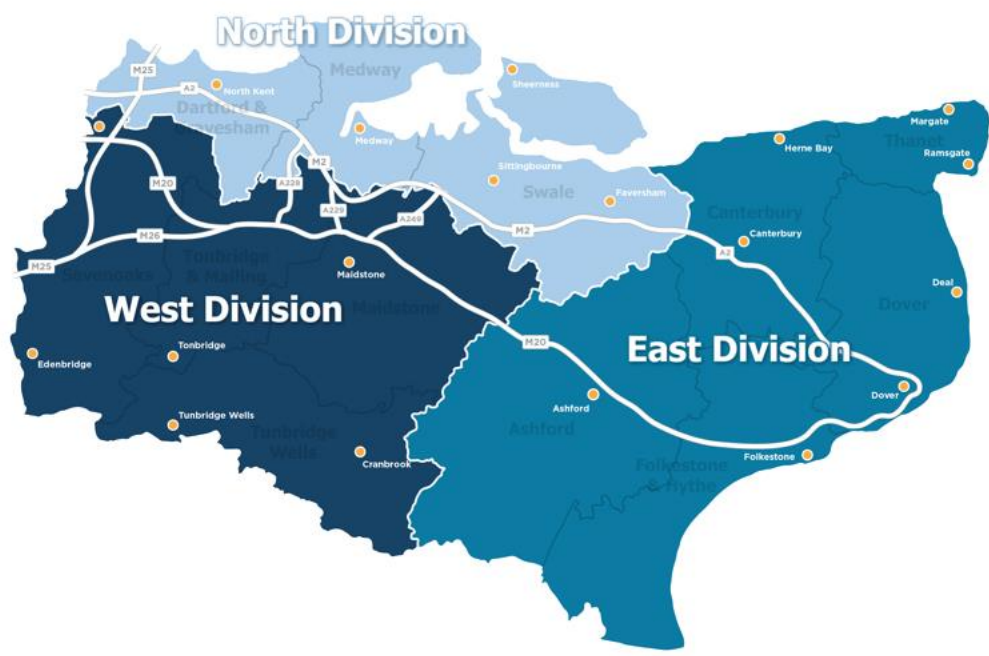 North Division
Medway
M25
A2
North Kent
Sheerness
Dartford &
Gravesham
Medway
Margate
Herne Bay
Thanet
Ramsgate
M2
Sittingbourne
Swale
M20
A228
Faversham
A229
A249
Canterbury
M2
Canterbury
M26
A2
M25
Sevenoaks
Tonbridge
& Malling
Maidstone
Deal
West Division
Maidstone
Dover
M20
East Division
Tonbridge
Edenbridge
Dover
Ashford
Tunbridge Wells
Ashford
Tunbridge
Wells
Cranbrook
Folkestone
Folkestone
& Hythe